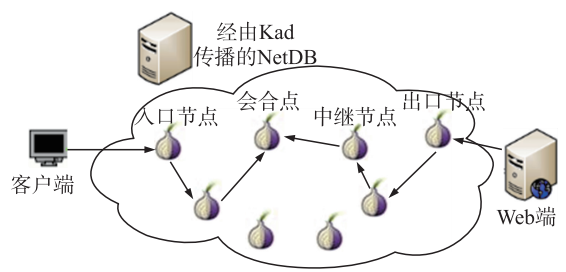 经由Kad
传播的NetDB
入口节点
会合点
中继节点
出口节点
客户端
Web端